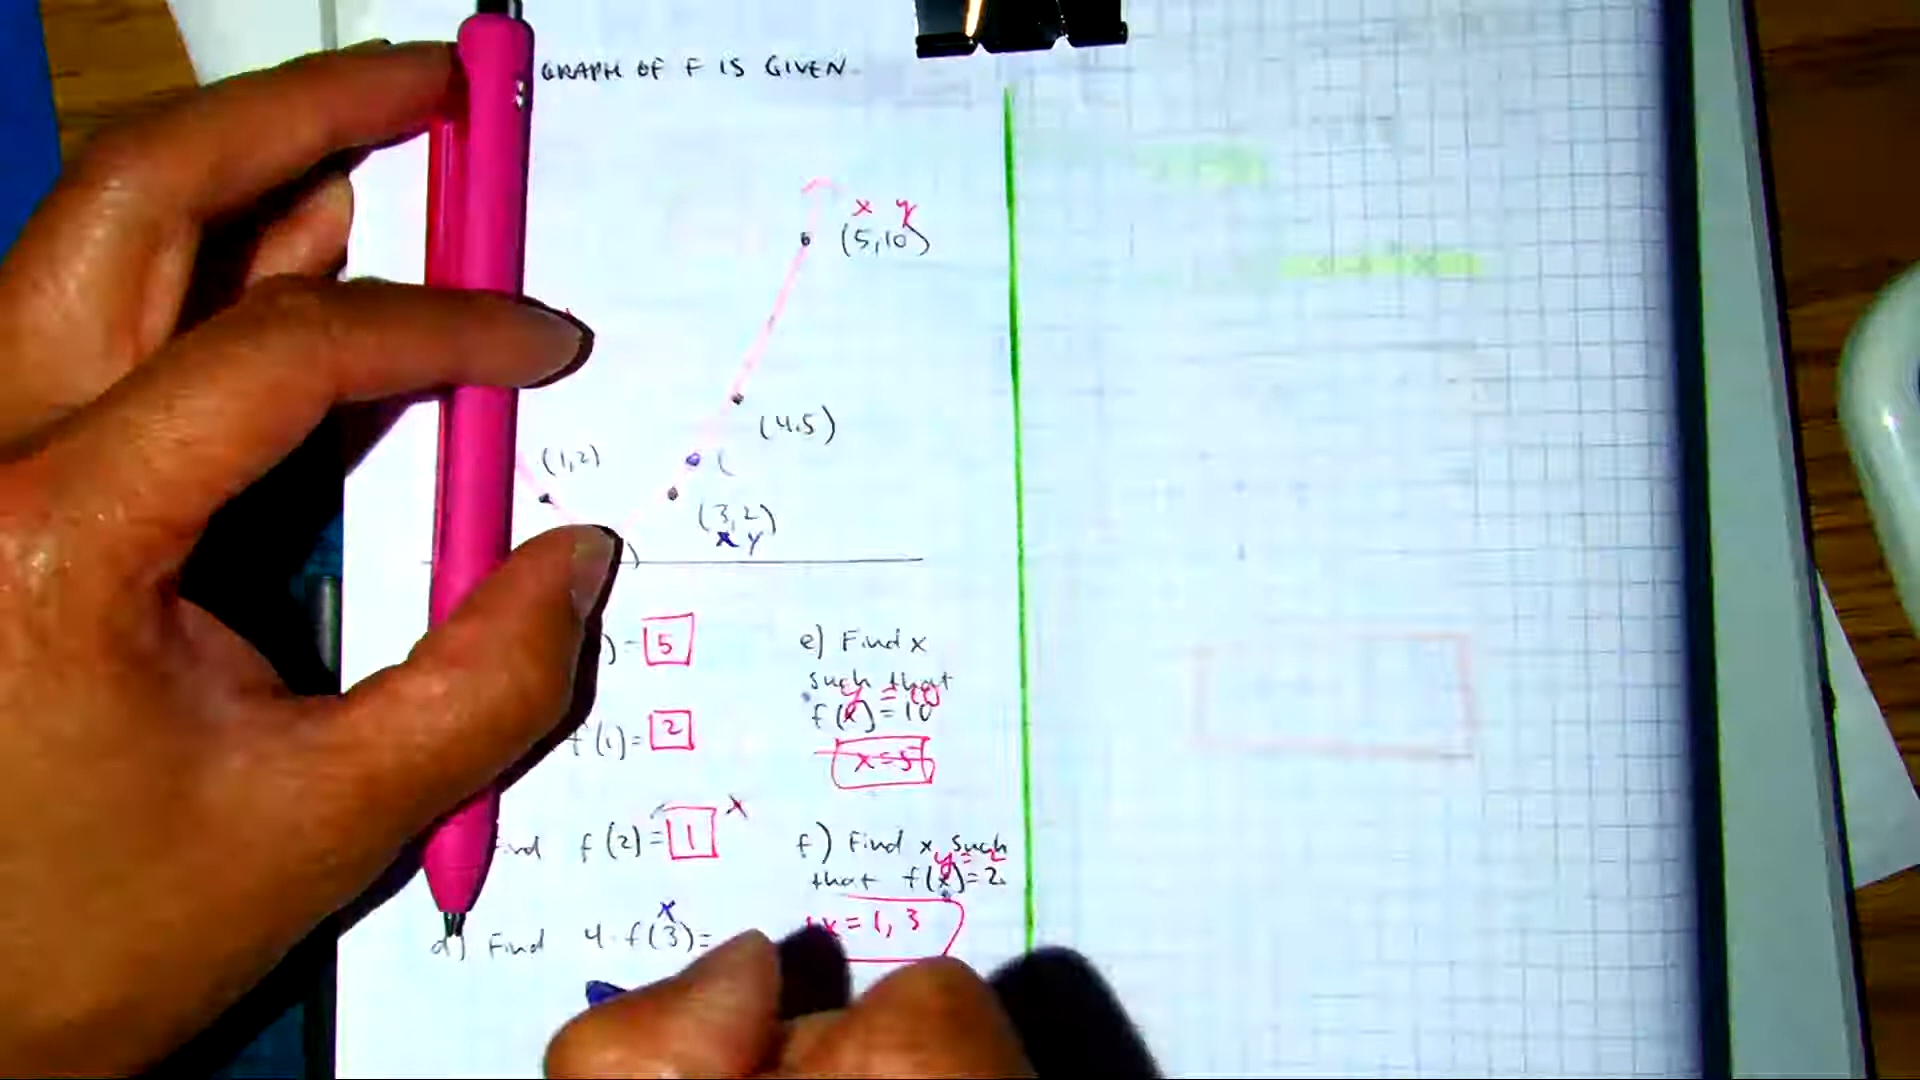 GRAPH OF F IS GIVEN
x y
(5,10)
(4,5)
(1,2)
(
(3,2)
x y
)
) = 5
f(1) = 2
f(2) = 1
x
x
d) Find 4·f(3)=
e) Find x
such that
y = 10
f(x) = 10
x=5
f) Find x such
y = 2
that f(x)=2
x = 1, 3